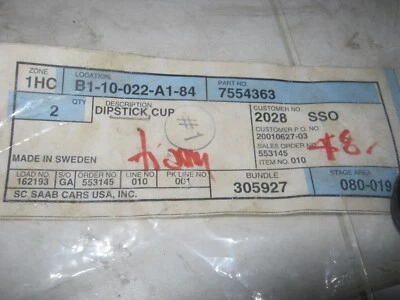 ZONE LOCATION PART NO.
1HC B1-10-022-A1-84 7554363
QTY DESCRIPTION CUSTOMER NO.
2 DIPSTICK CUP 2028 SSO
#1
CUSTOMER P.O. NO.
20010627-03
SALES ORDER NO.
553145
$8.
ITEM NO. 010
MADE IN SWEDEN
LOAD NO. S/O ORDER NO. LINE NO. PK LINE NO. BUNDLE STAGE AREA
162193 GA 553145 010 001 305927 080-019
SC SAAB CARS USA, INC.